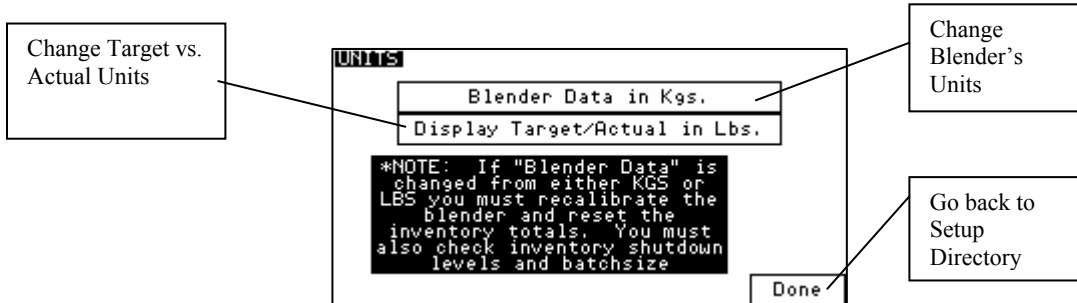 Change Target vs.
Actual Units
Change
Blender's
Units
UNITS
Blender Data in Kgs.
Display Target/Actual in Lbs.
*NOTE: If "Blender Data" is
changed from either KGS or
LBS you must recalibrate the
blender and reset the
inventory totals. You must
also check inventory shutdown
levels and batchsize
Go back to
Setup
Directory
Done